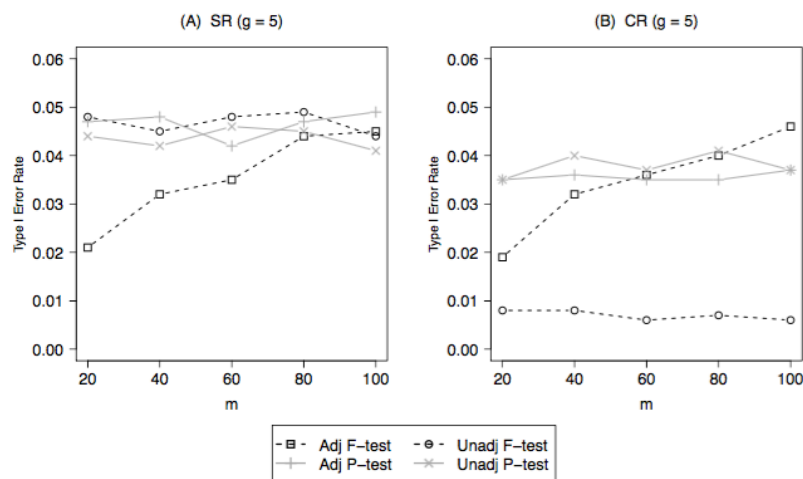 (A) SR (g = 5)
(B) CR (g = 5)
Type I Error Rate
0.06
0.05
0.04
0.03
0.02
0.01
0.00
20 40 60 80 100
m
Type I Error Rate
0.06
0.05
0.04
0.03
0.02
0.01
0.00
20 40 60 80 100
m
Adj F-test
Unadj F-test
Adj P-test
Unadj P-test